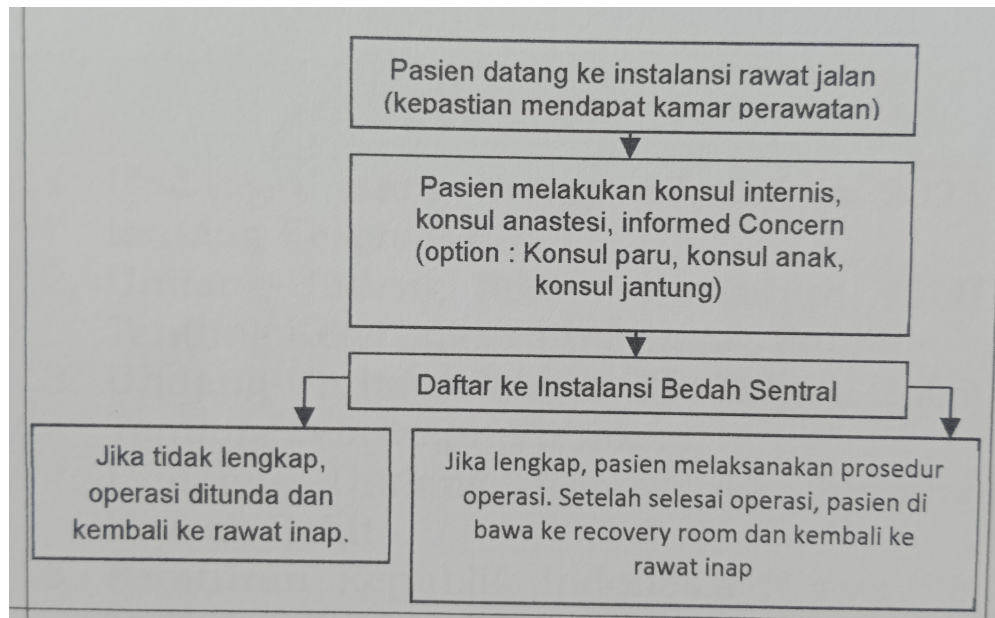 Pasien datang ke instalansi rawat jalan
(kepastian mendapat kamar perawatan)
Pasien melakukan konsul internis,
konsul anastesi, informed Concern
(option : Konsul paru, konsul anak,
konsul jantung)
Daftar ke Instalansi Bedah Sentral
Jika tidak lengkap,
operasi ditunda dan
kembali ke rawat inap.
Jika lengkap, pasien melaksanakan prosedur
operasi. Setelah selesai operasi, pasien di
bawa ke recovery room dan kembali ke
rawat inap